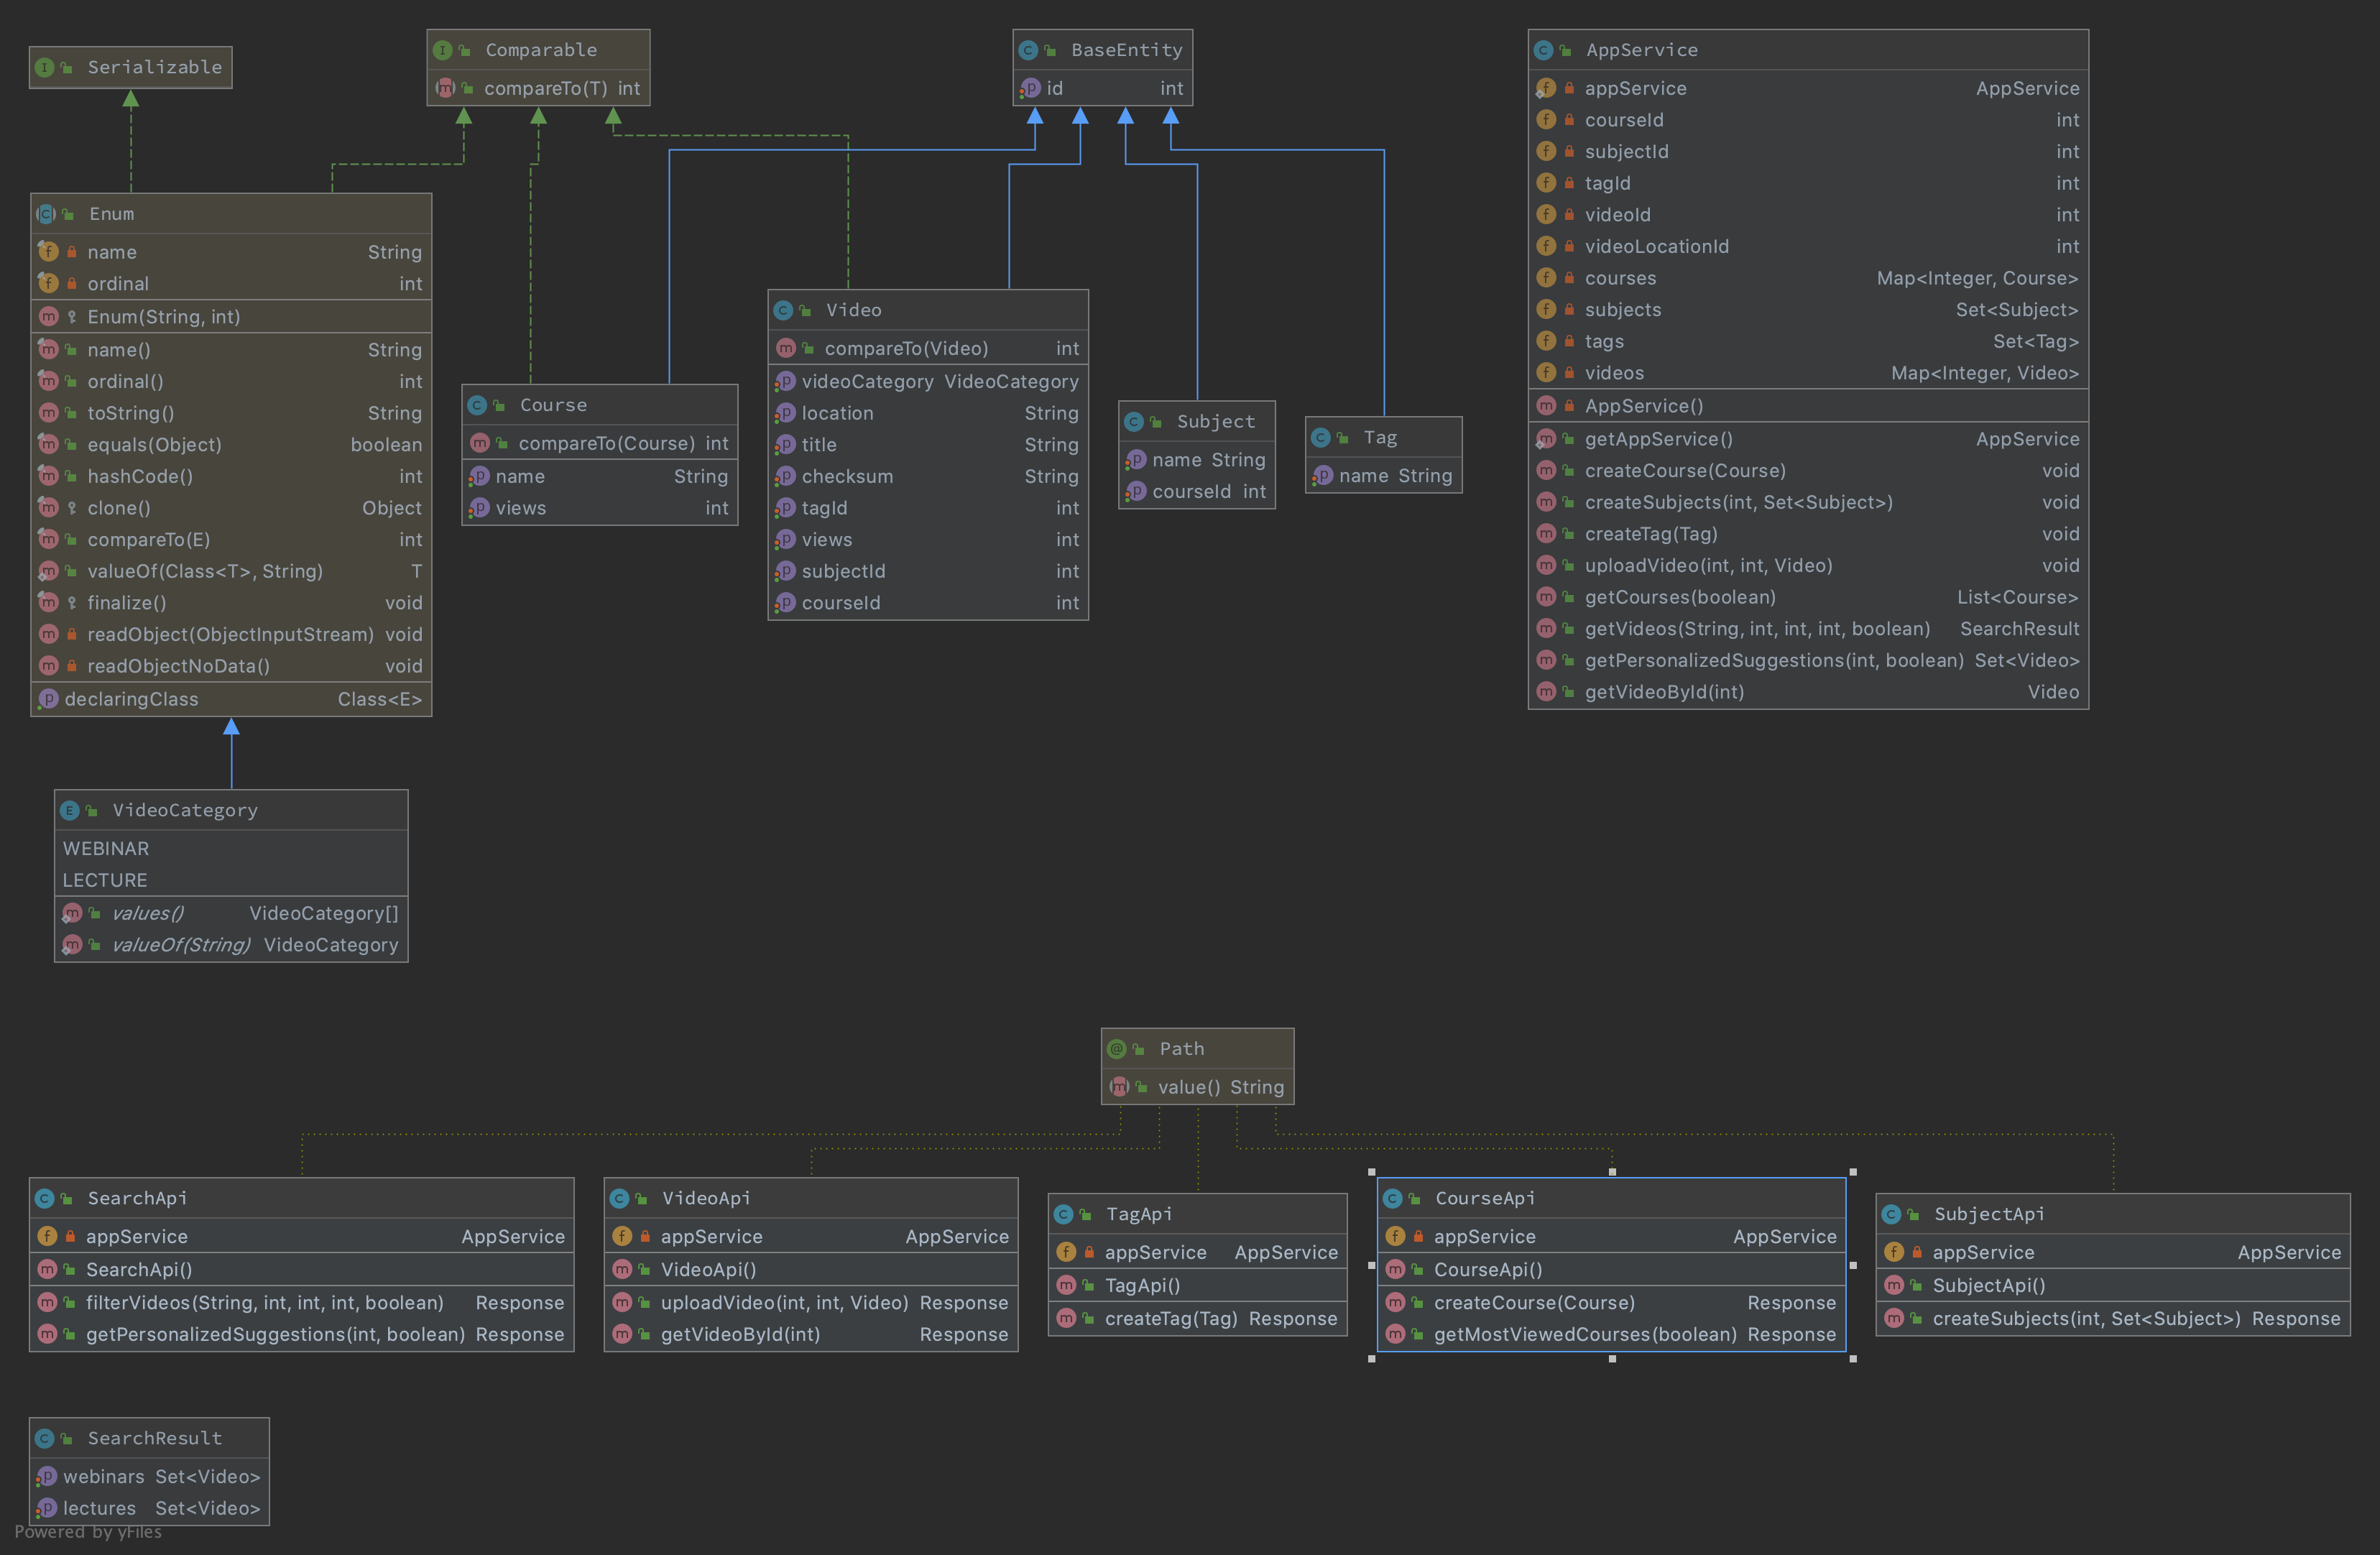 Serializable
Comparable
compareTo(T) int
BaseEntity
id int
AppService
appService AppService
courseId int
subjectId int
tagId int
videoId int
videoLocationId int
courses Map<Integer, Course>
subjects Set<Subject>
tags Set<Tag>
videos Map<Integer, Video>
AppService()
getAppService() AppService
createCourse(Course) void
createSubjects(int, Set<Subject>) void
createTag(Tag) void
uploadVideo(int, int, Video) void
getCourses(boolean) List<Course>
getVideos(String, int, int, int, boolean) SearchResult
getPersonalizedSuggestions(int, boolean) Set<Video>
getVideoById(int) Video
Enum
name String
ordinal int
Enum(String, int)
name() String
ordinal() int
toString() String
equals(Object) boolean
hashCode() int
clone() Object
compareTo(E) int
valueOf(Class<T>, String) T
finalize() void
readObject(ObjectInputStream) void
readObjectNoData() void
declaringClass Class<E>
Course
compareTo(Course) int
name String
views int
Video
compareTo(Video) int
videoCategory VideoCategory
location String
title String
checksum String
tagId int
views int
subjectId int
courseId int
Subject
name String
courseId int
Tag
name String
VideoCategory
WEBINAR
LECTURE
values() VideoCategory[]
valueOf(String) VideoCategory
Path
value() String
SearchApi
appService AppService
SearchApi()
filterVideos(String, int, int, int, boolean) Response
getPersonalizedSuggestions(int, boolean) Response
VideoApi
appService AppService
VideoApi()
uploadVideo(int, int, Video) Response
getVideoById(int) Response
TagApi
appService AppService
TagApi()
createTag(Tag) Response
CourseApi
appService AppService
CourseApi()
createCourse(Course) Response
getMostViewedCourses(boolean) Response
SubjectApi
appService AppService
SubjectApi()
createSubjects(int, Set<Subject>) Response
SearchResult
webinars Set<Video>
lectures Set<Video>
Powered by yFiles